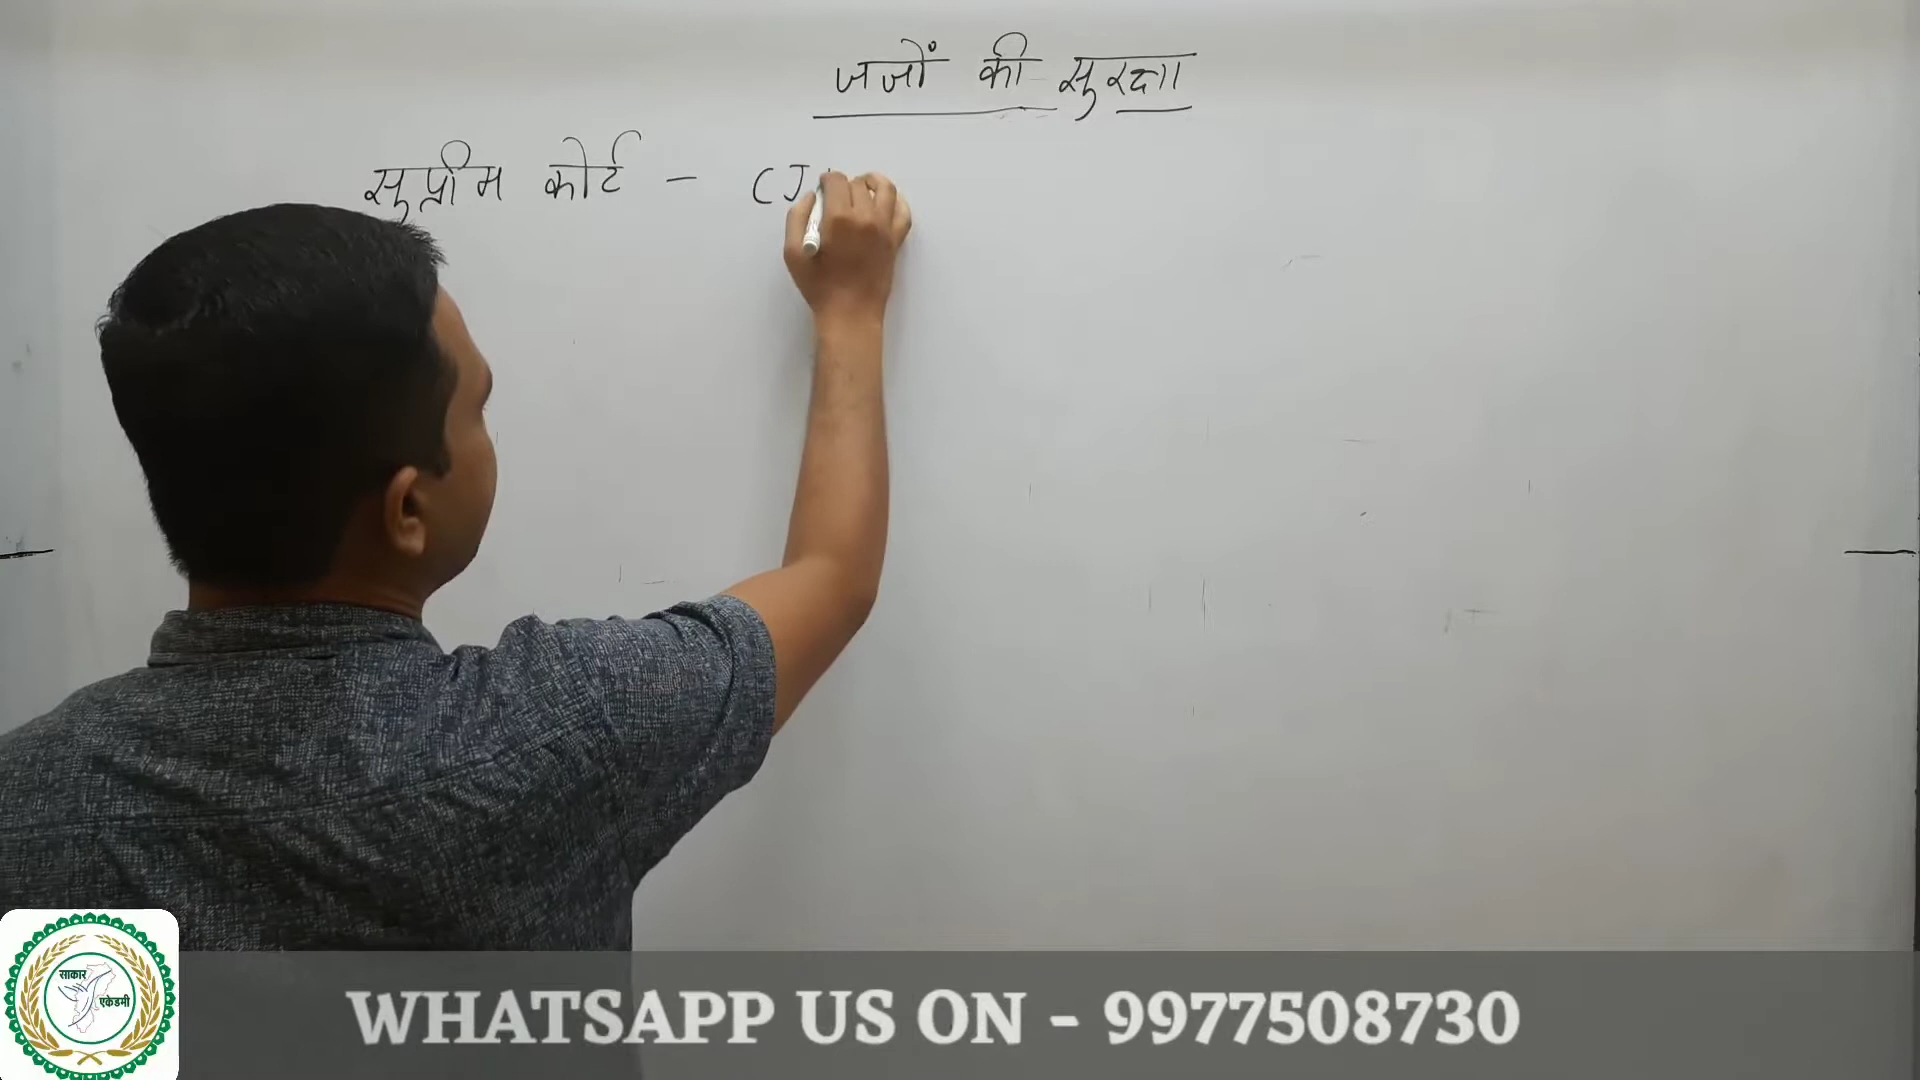 जजों की सुरक्षा
सुप्रीम कोर्ट - CJ
साकार
एकेडमी
WHATSAPP US ON - 9977508730